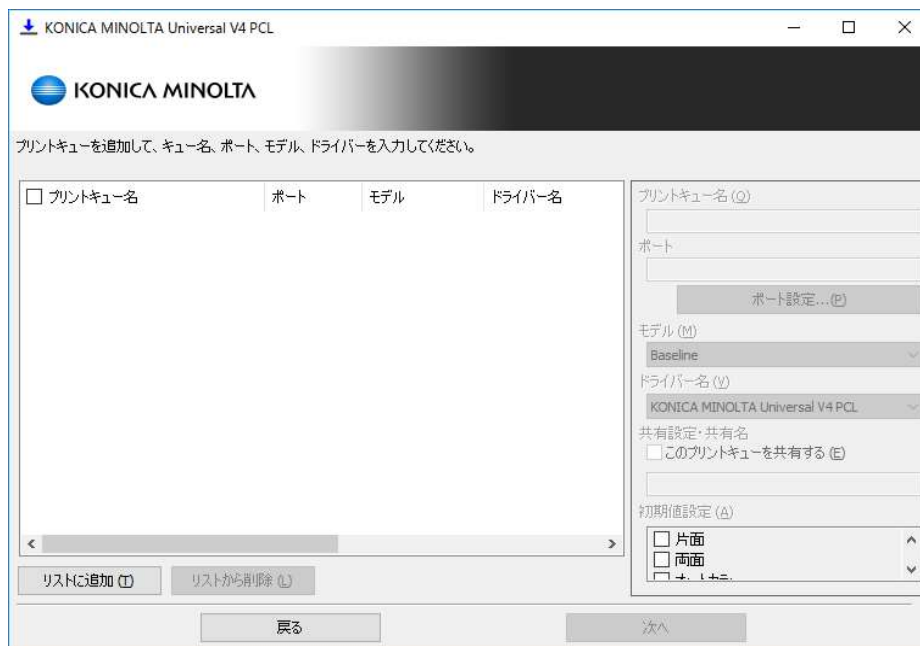 KONICA MINOLTA Universal V4 PCL
KONICA MINOLTA
プリントキューを追加して、キュー名、ポート、モデル、ドライバーを入力してください。
プリントキュー名 ポート モデル ドライバー名
プリントキュー名 (Q)
ポート
ポート設定...(P)
モデル (M)
Baseline
ドライバー名 (V)
KONICA MINOLTA Universal V4 PCL
共有設定・共有名
このプリントキューを共有する (E)
初期値設定 (A)
片面
両面
リストに追加 (T) リストから削除 (L)
戻る 次へ